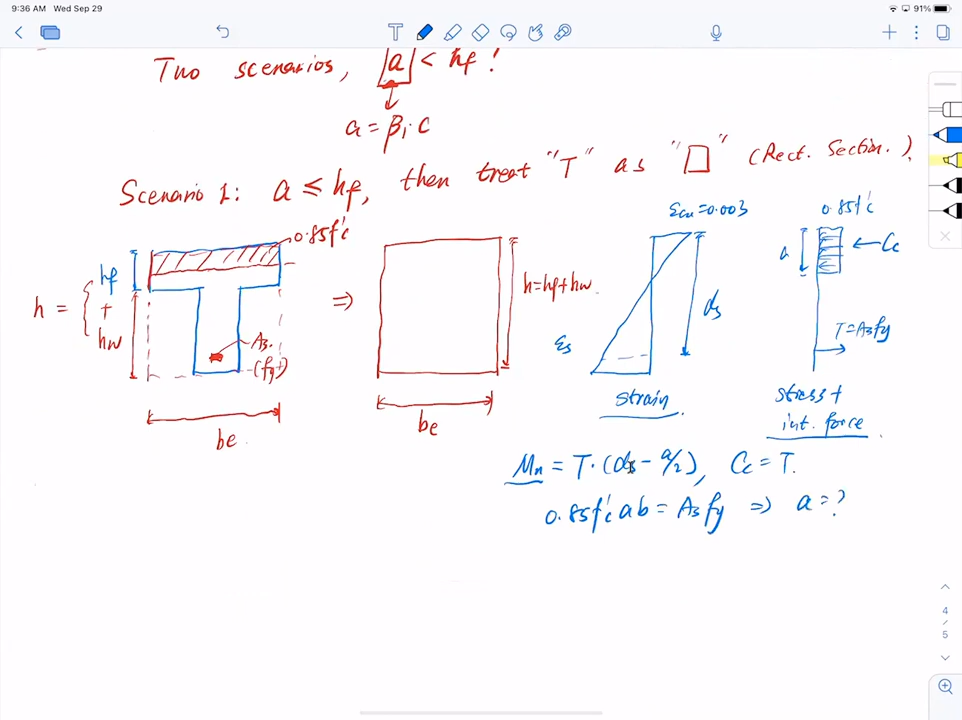 9:36 AM Wed Sep 29
91%
Two scenarios, |a| < hf !
a = β1·c
Scenario 1: a ≤ hf, then treat "T" as "□" (Rect. Section.).
εcu=0.003
0.85f'c
0.85f'c
a
Cc
hf
h = { +
hw
h=hf+hw
ds
As.
(fy)
εs
T=Asfy
be
be
strain
stress +
int. force
Mn = T·(ds - a/2), Cc = T.
0.85f'c ab = Asfy ⇒ a=?
4
/
5